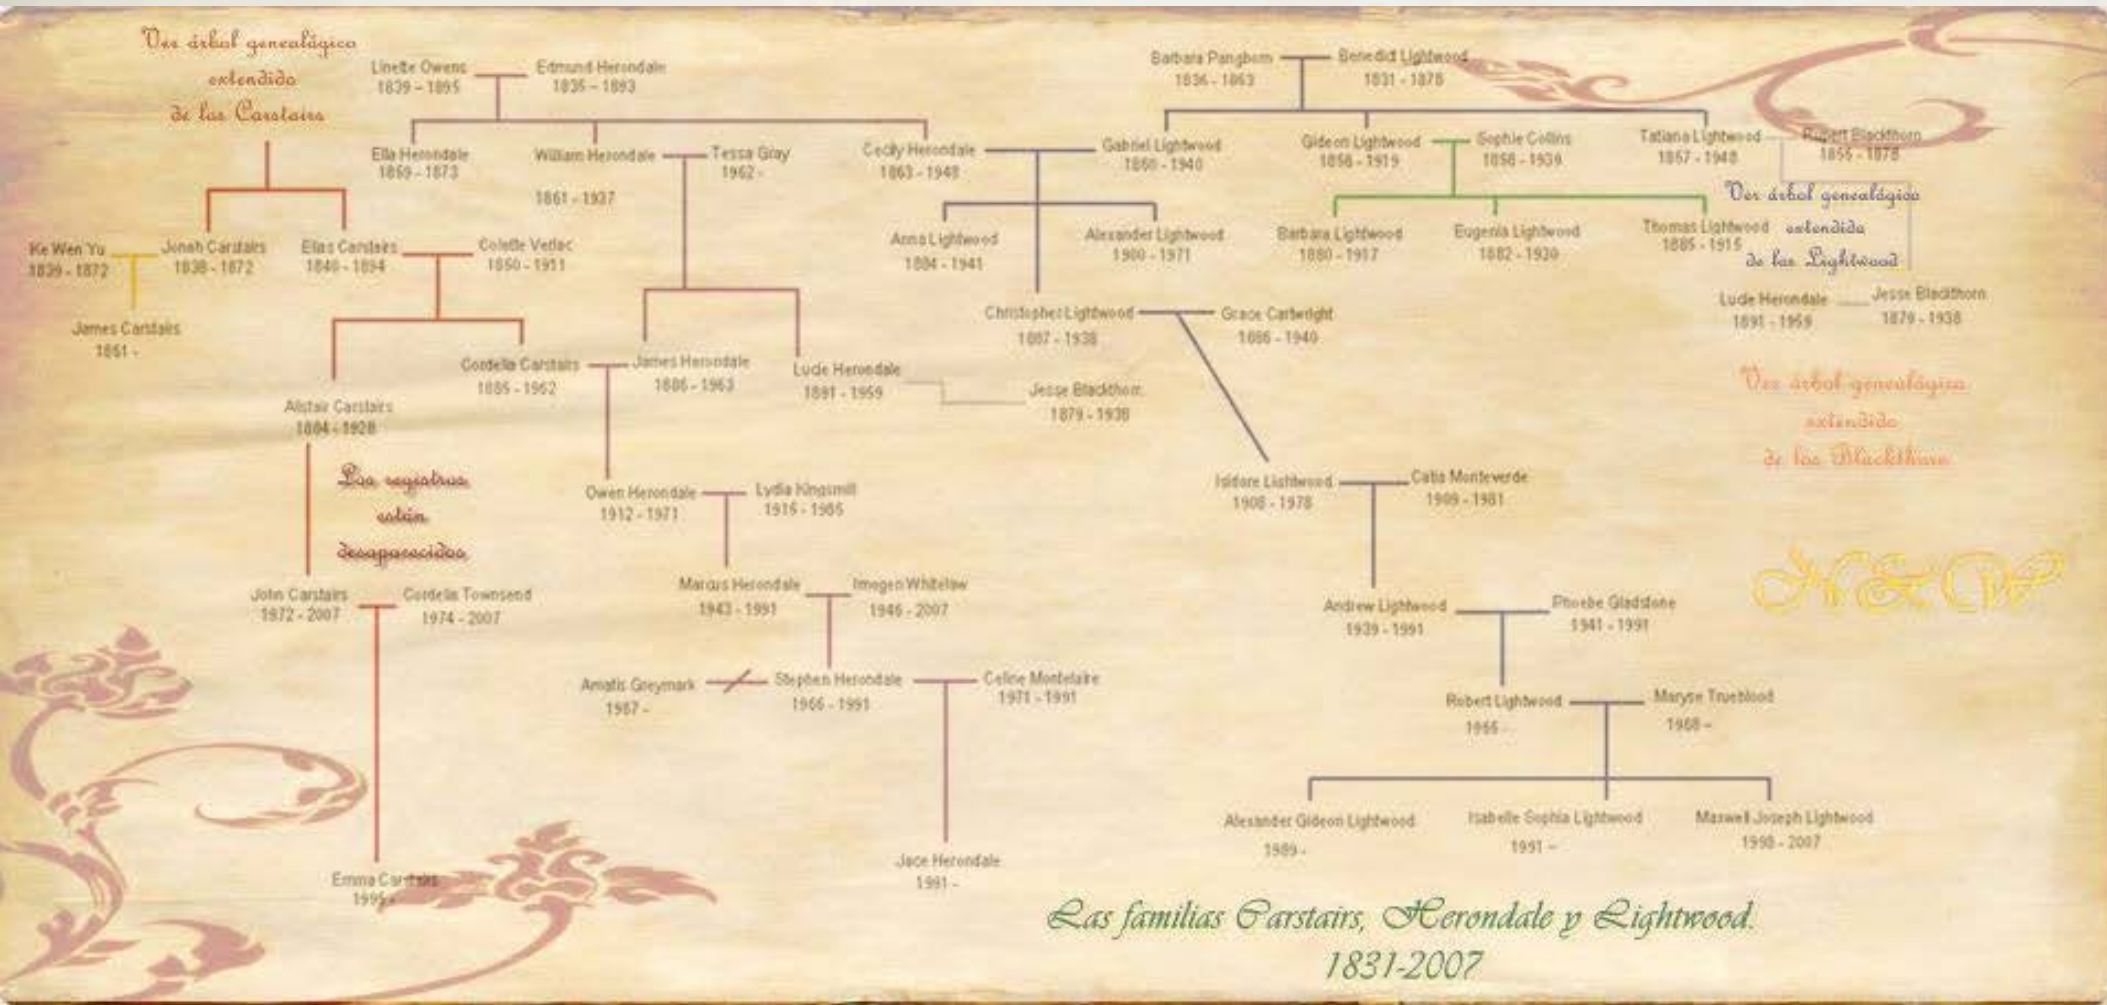 Ver árbol genealógico
extendido
de los Carstairs
Linette Owens
1839 - 1895
Edmund Herondale
1835 - 1893
Barbara Pangborn
1836 - 1863
Benedict Lightwood
1831 - 1878
Ella Herondale
1859 - 1873
William Herondale
1861 - 1937
Tessa Gray
1962 -
Cecily Herondale
1863 - 1948
Gabriel Lightwood
1860 - 1940
Gideon Lightwood
1858 - 1919
Sophie Collins
1858 - 1939
Tatiana Lightwood
1857 - 1948
Rupert Blackthorn
1855 - 1878
Ver árbol genealógico
extendido
de los Lightwood
Ke Wen Yu
1839 - 1872
Jonah Carstairs
1838 - 1872
Elias Carstairs
1840 - 1894
Colette Verlac
1850 - 1911
Anna Lightwood
1884 - 1941
Alexander Lightwood
1900 - 1971
Barbara Lightwood
1880 - 1917
Eugenia Lightwood
1882 - 1930
Thomas Lightwood
1885 - 1915
James Carstairs
1861 -
Christopher Lightwood
1887 - 1938
Grace Cartwright
1886 - 1940
Lucie Herondale
1891 - 1959
Jesse Blackthorn
1879 - 1938
Cordelia Carstairs
1885 - 1962
James Herondale
1886 - 1963
Lucie Herondale
1891 - 1959
Jesse Blackthorn
1879 - 1938
Ver árbol genealógico
extendido
de los Blackthorn
Alistair Carstairs
1884 - 1928
Los registros
están
desaparecidos
Owen Herondale
1912 - 1971
Lydia Kingsmill
1915 - 1985
Isidore Lightwood
1908 - 1978
Catia Monteverde
1909 - 1981
John Carstairs
1972 - 2007
Cordelia Townsend
1974 - 2007
Marcus Herondale
1943 - 1991
Imogen Whitelaw
1946 - 2007
Andrew Lightwood
1939 - 1991
Phoebe Gladstone
1941 - 1991
N & W
Amatis Greymark
1967 -
Stephen Herondale
1966 - 1991
Celine Montclaire
1971 - 1991
Robert Lightwood
1966 -
Maryse Trueblood
1968 -
Alexander Gideon Lightwood
1989 -
Isabelle Sophia Lightwood
1991 -
Maxwell Joseph Lightwood
1998 - 2007
Emma Carstairs
1995 -
Jace Herondale
1991 -
Las familias Carstairs, Herondale y Lightwood.
1831-2007